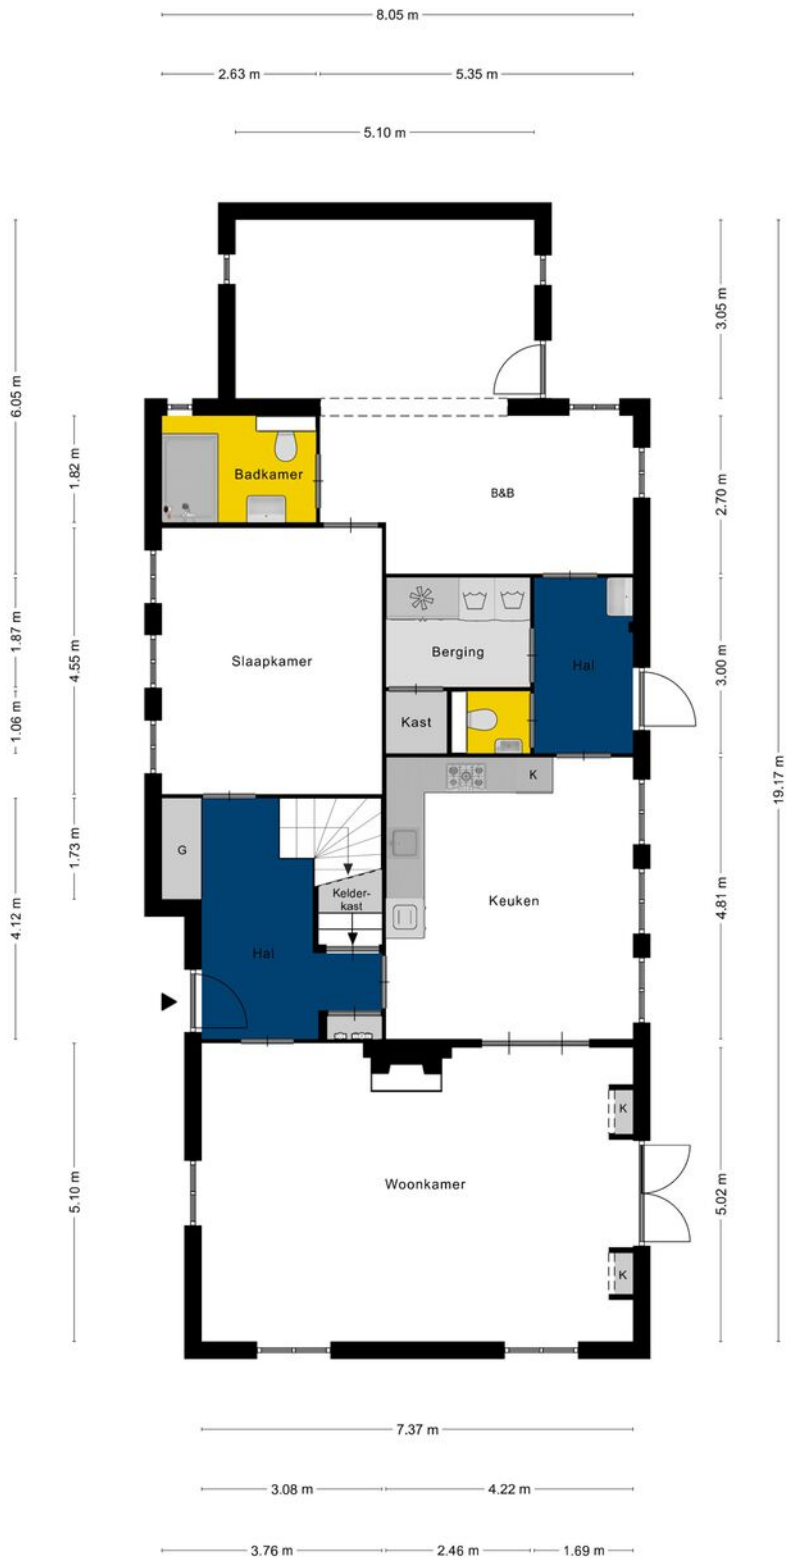 8.05 m
2.63 m
5.35 m
5.10 m
6.05 m
3.05 m
19.17 m
1.82 m
Badkamer
B&B
2.70 m
1.87 m
4.55 m
Slaapkamer
Berging
Hal
3.00 m
1.06 m
Kast
K
1.73 m
G
Kelder-
kast
Keuken
4.81 m
4.12 m
Hal
K
5.10 m
Woonkamer
5.02 m
K
7.37 m
3.08 m
4.22 m
3.76 m
2.46 m
1.69 m